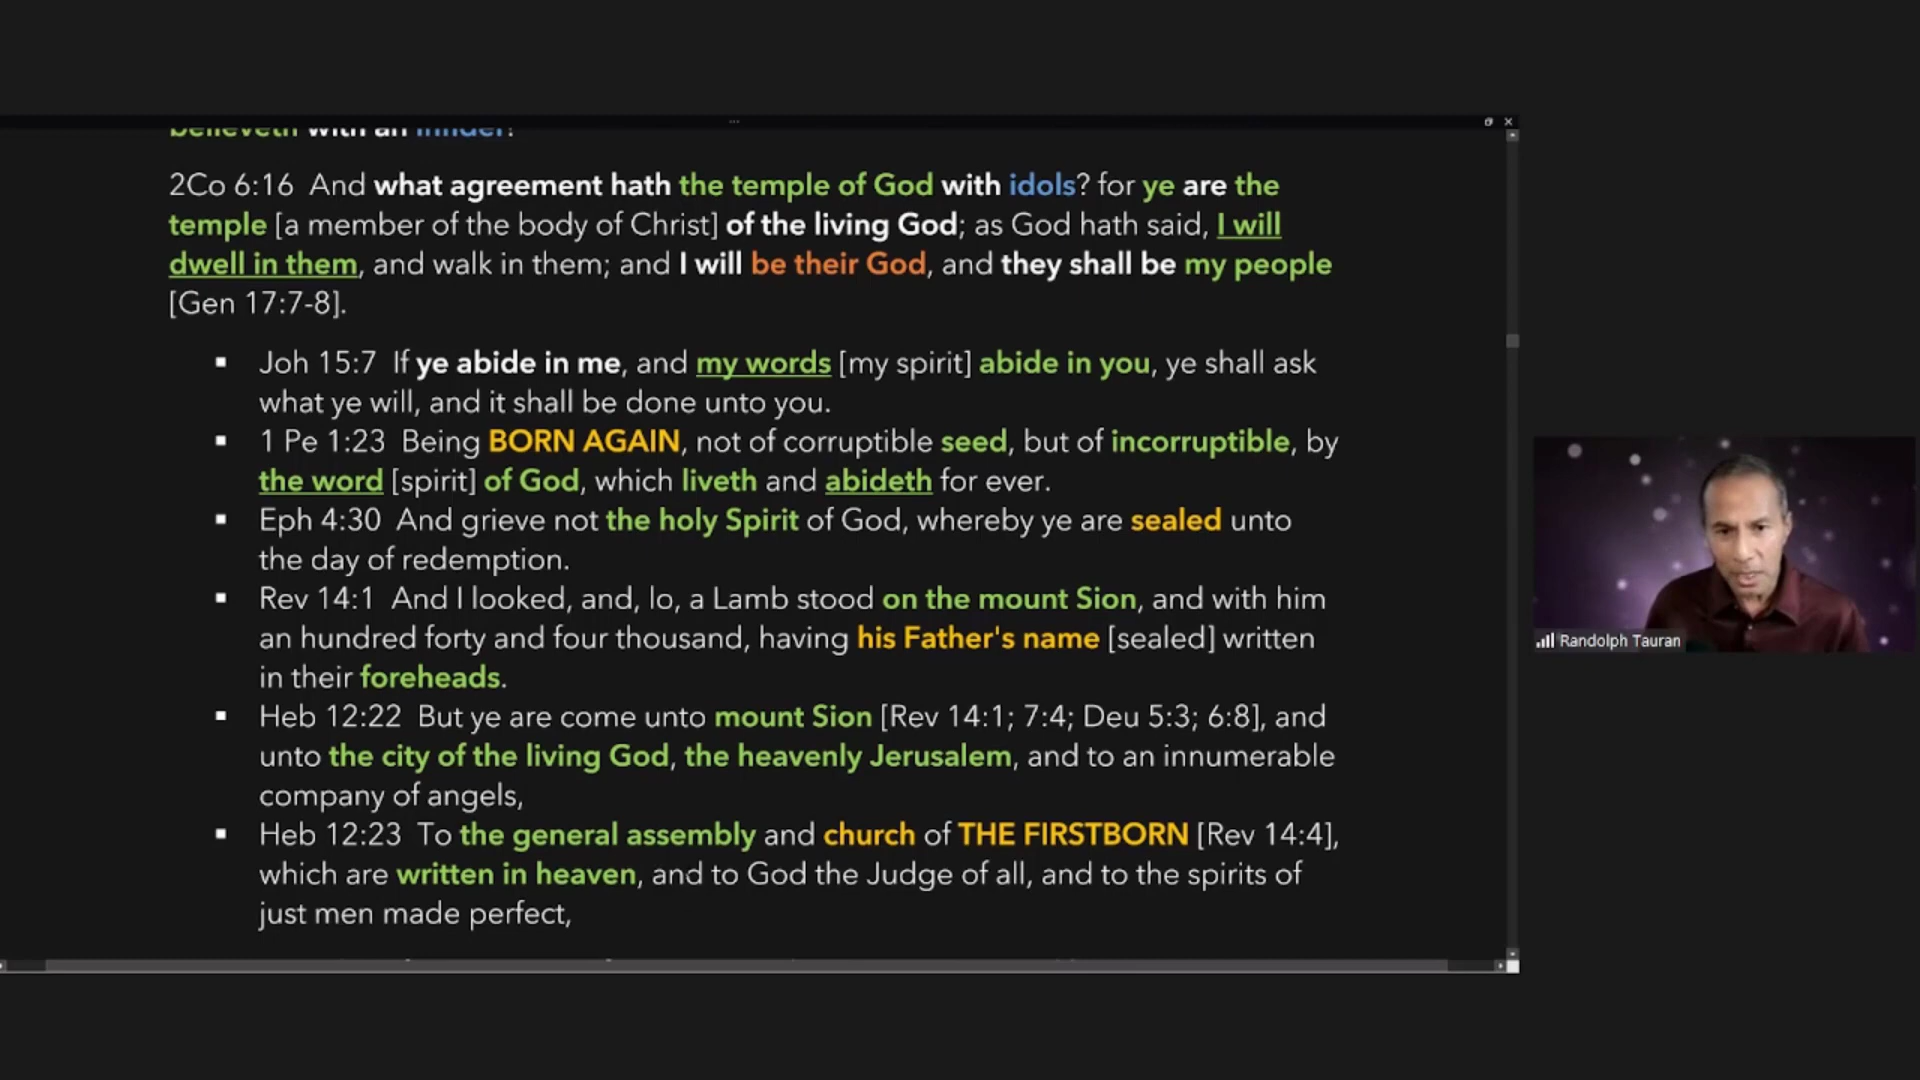 believeth with an infidel?
2Co 6:16  And what agreement hath the temple of God with idols? for ye are the
temple [a member of the body of Christ] of the living God; as God hath said, I will
dwell in them, and walk in them; and I will be their God, and they shall be my people
[Gen 17:7-8].
▪ Joh 15:7  If ye abide in me, and my words [my spirit] abide in you, ye shall ask
what ye will, and it shall be done unto you.
▪ 1 Pe 1:23  Being BORN AGAIN, not of corruptible seed, but of incorruptible, by
the word [spirit] of God, which liveth and abideth for ever.
▪ Eph 4:30  And grieve not the holy Spirit of God, whereby ye are sealed unto
the day of redemption.
▪ Rev 14:1  And I looked, and, lo, a Lamb stood on the mount Sion, and with him
an hundred forty and four thousand, having his Father's name [sealed] written
in their foreheads.
▪ Heb 12:22  But ye are come unto mount Sion [Rev 14:1; 7:4; Deu 5:3; 6:8], and
unto the city of the living God, the heavenly Jerusalem, and to an innumerable
company of angels,
▪ Heb 12:23  To the general assembly and church of THE FIRSTBORN [Rev 14:4],
which are written in heaven, and to God the Judge of all, and to the spirits of
just men made perfect,
Randolph Tauran